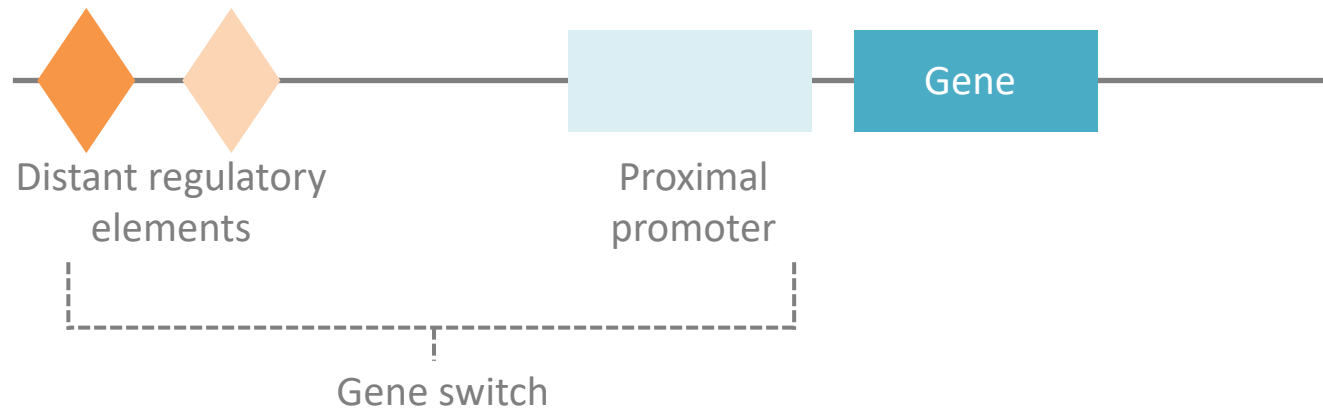 Gene
Distant regulatory
elements
Proximal
promoter
Gene switch